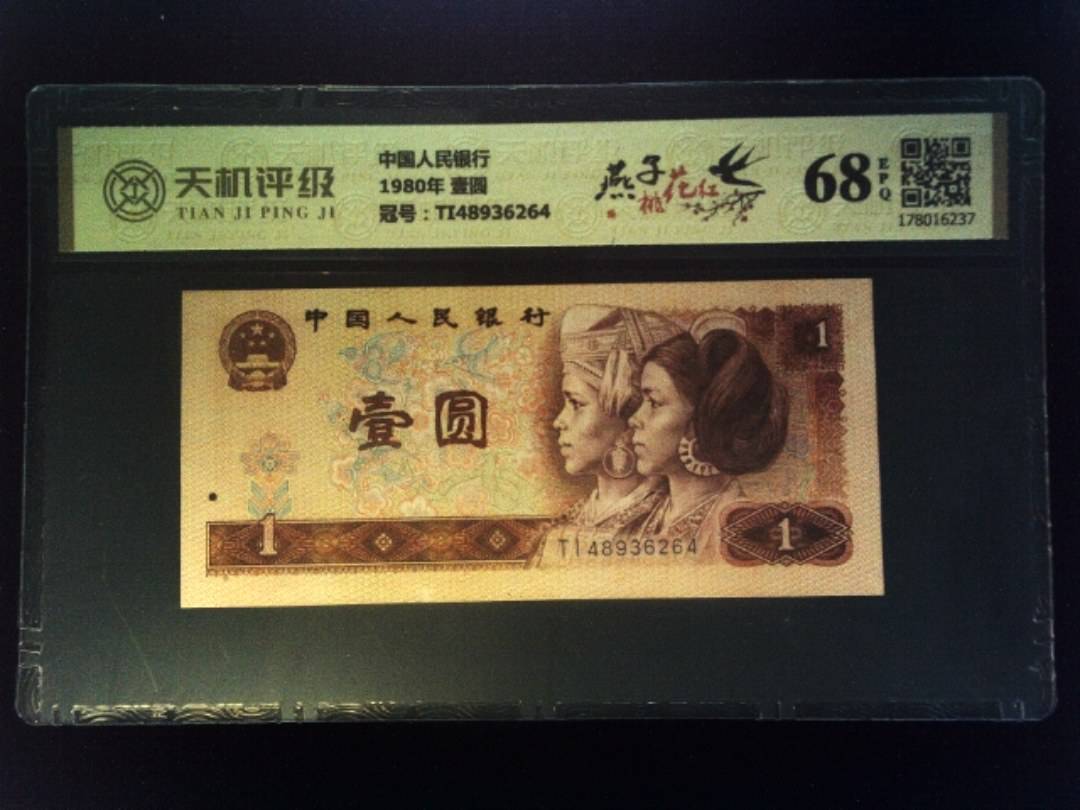 天机评级
TIAN JI PING JI
中国人民银行
1980年 壹圆
冠号：TI48936264
燕子
桃花红
68
EPQ
178016237
中国人民银行
壹圆
1
1
1
TI48936264